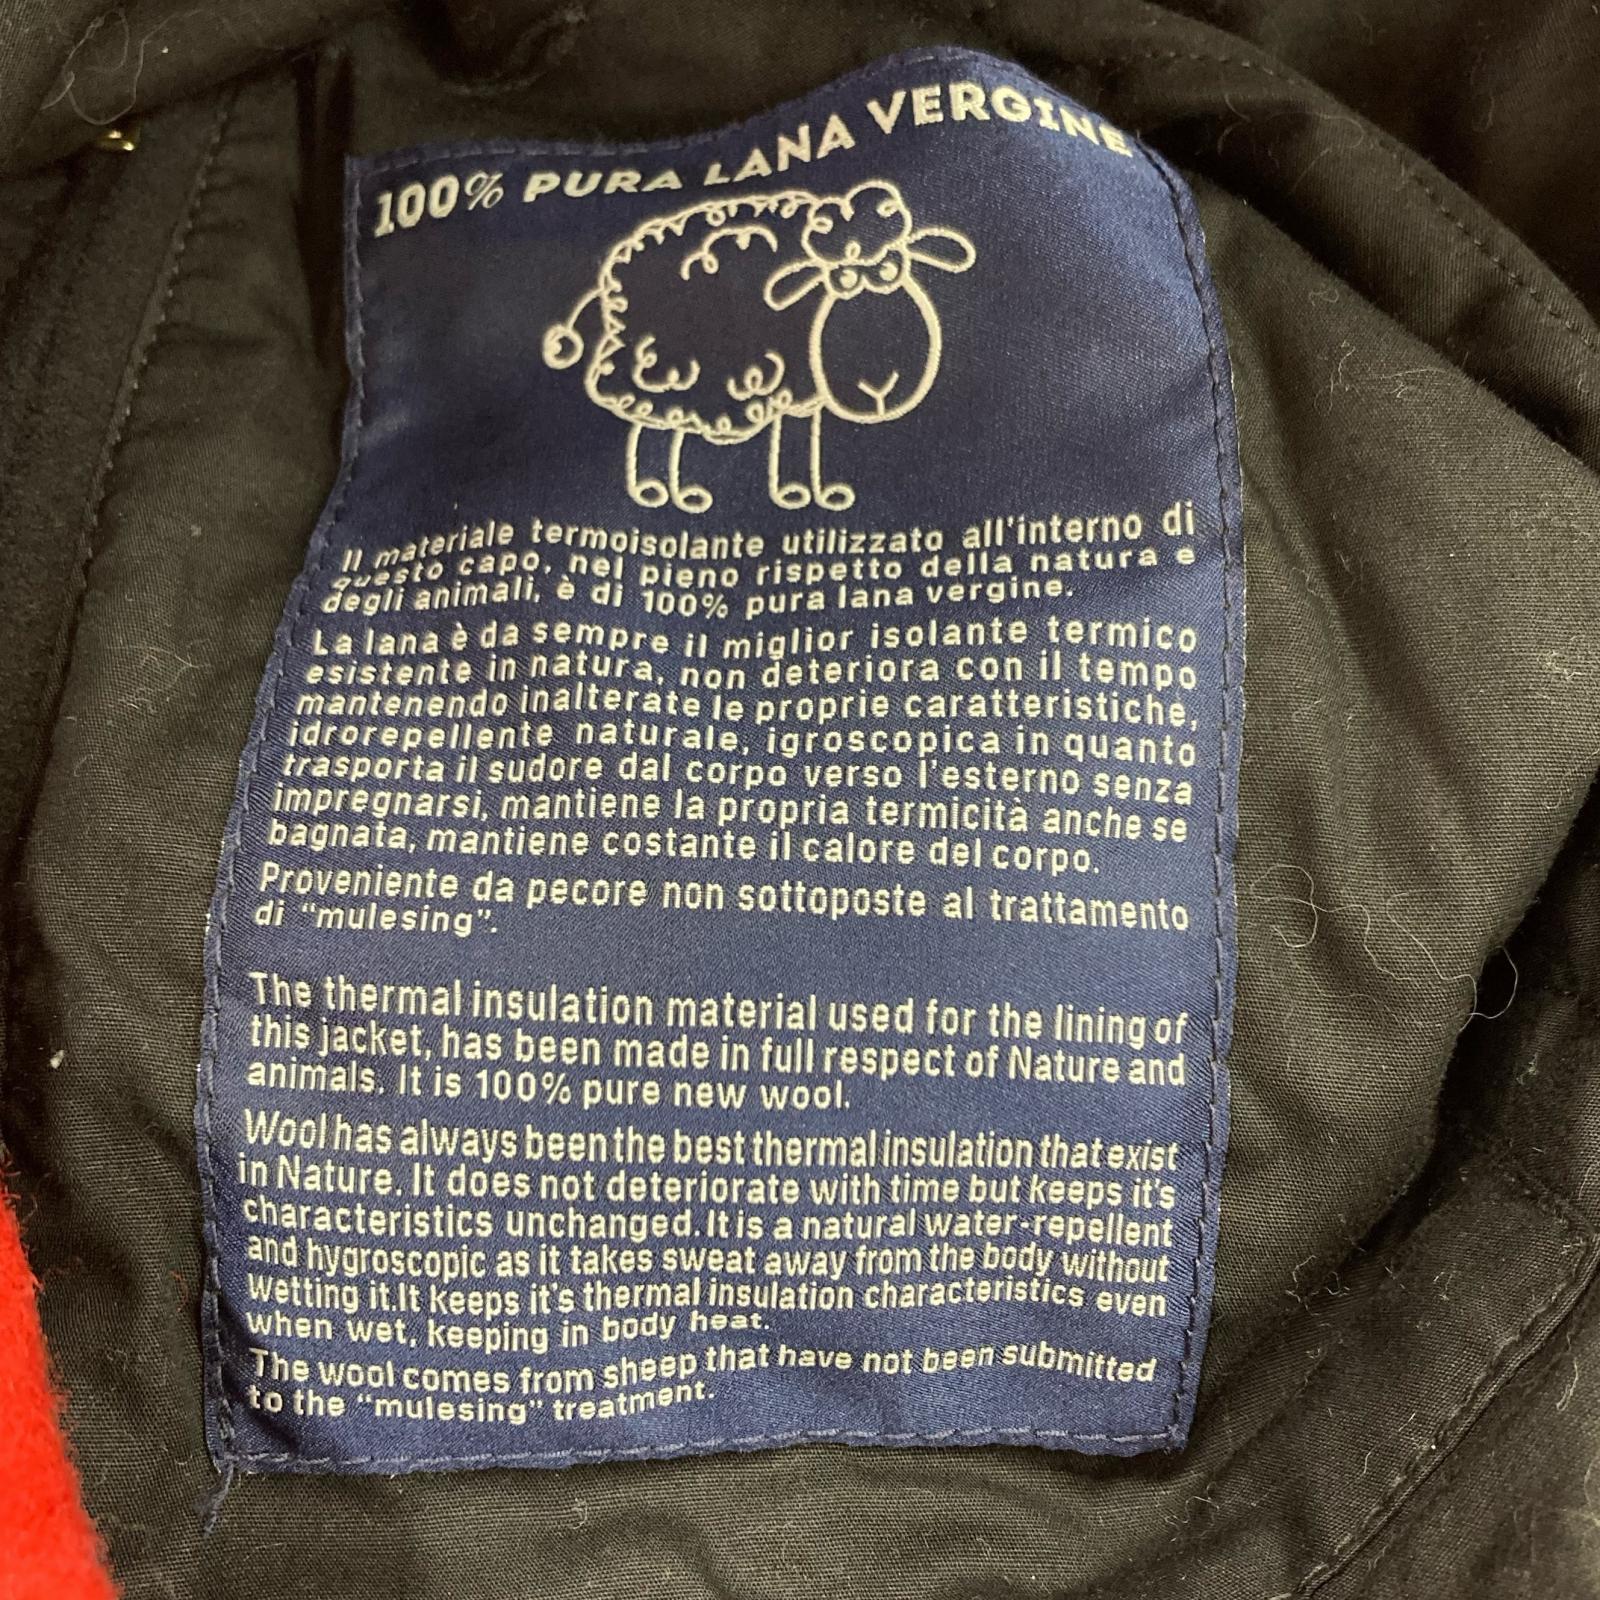 100% PURA LANA VERGINE
Il materiale termoisolante utilizzato all'interno di
questo capo, nel pieno rispetto della natura e
degli animali, è di 100% pura lana vergine.
La lana è da sempre il miglior isolante termico
esistente in natura, non deteriora con il tempo
mantenendo inalterate le proprie caratteristiche,
idrorepellente naturale, igroscopica in quanto
trasporta il sudore dal corpo verso l'esterno senza
impregnarsi, mantiene la propria termicità anche se
bagnata, mantiene costante il calore del corpo.
Proveniente da pecore non sottoposte al trattamento
di "mulesing".
The thermal insulation material used for the lining of
this jacket, has been made in full respect of Nature and
animals. It is 100% pure new wool.
Wool has always been the best thermal insulation that exist
in Nature. It does not deteriorate with time but keeps it's
characteristics unchanged. It is a natural water-repellent
and hygroscopic as it takes sweat away from the body without
wetting it. It keeps it's thermal insulation characteristics even
when wet, keeping in body heat.
The wool comes from sheep that have not been submitted
to the "mulesing" treatment.